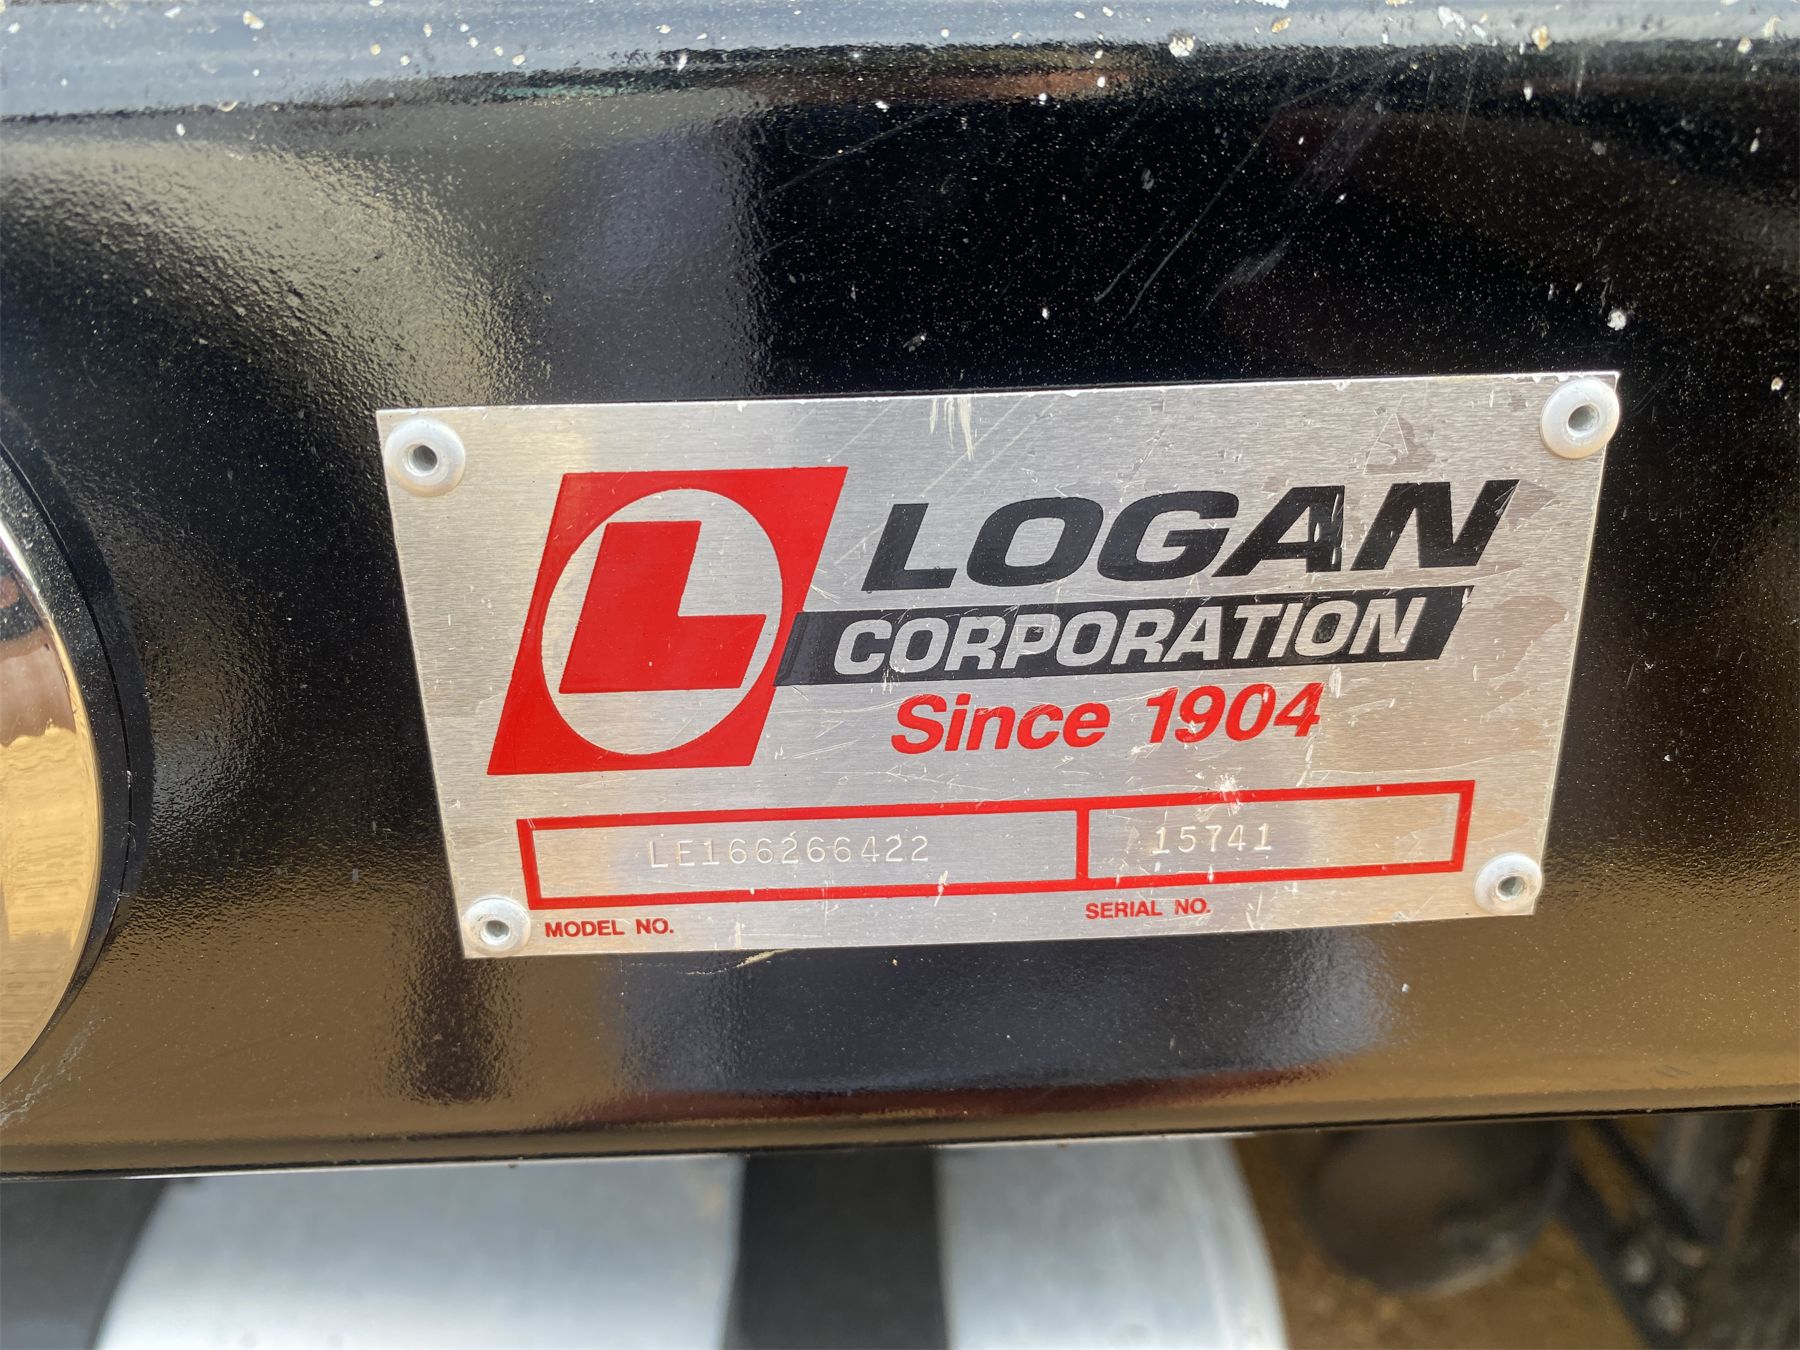 L
LOGAN
CORPORATION
Since 1904
LE166266422 15741
MODEL NO. SERIAL NO.